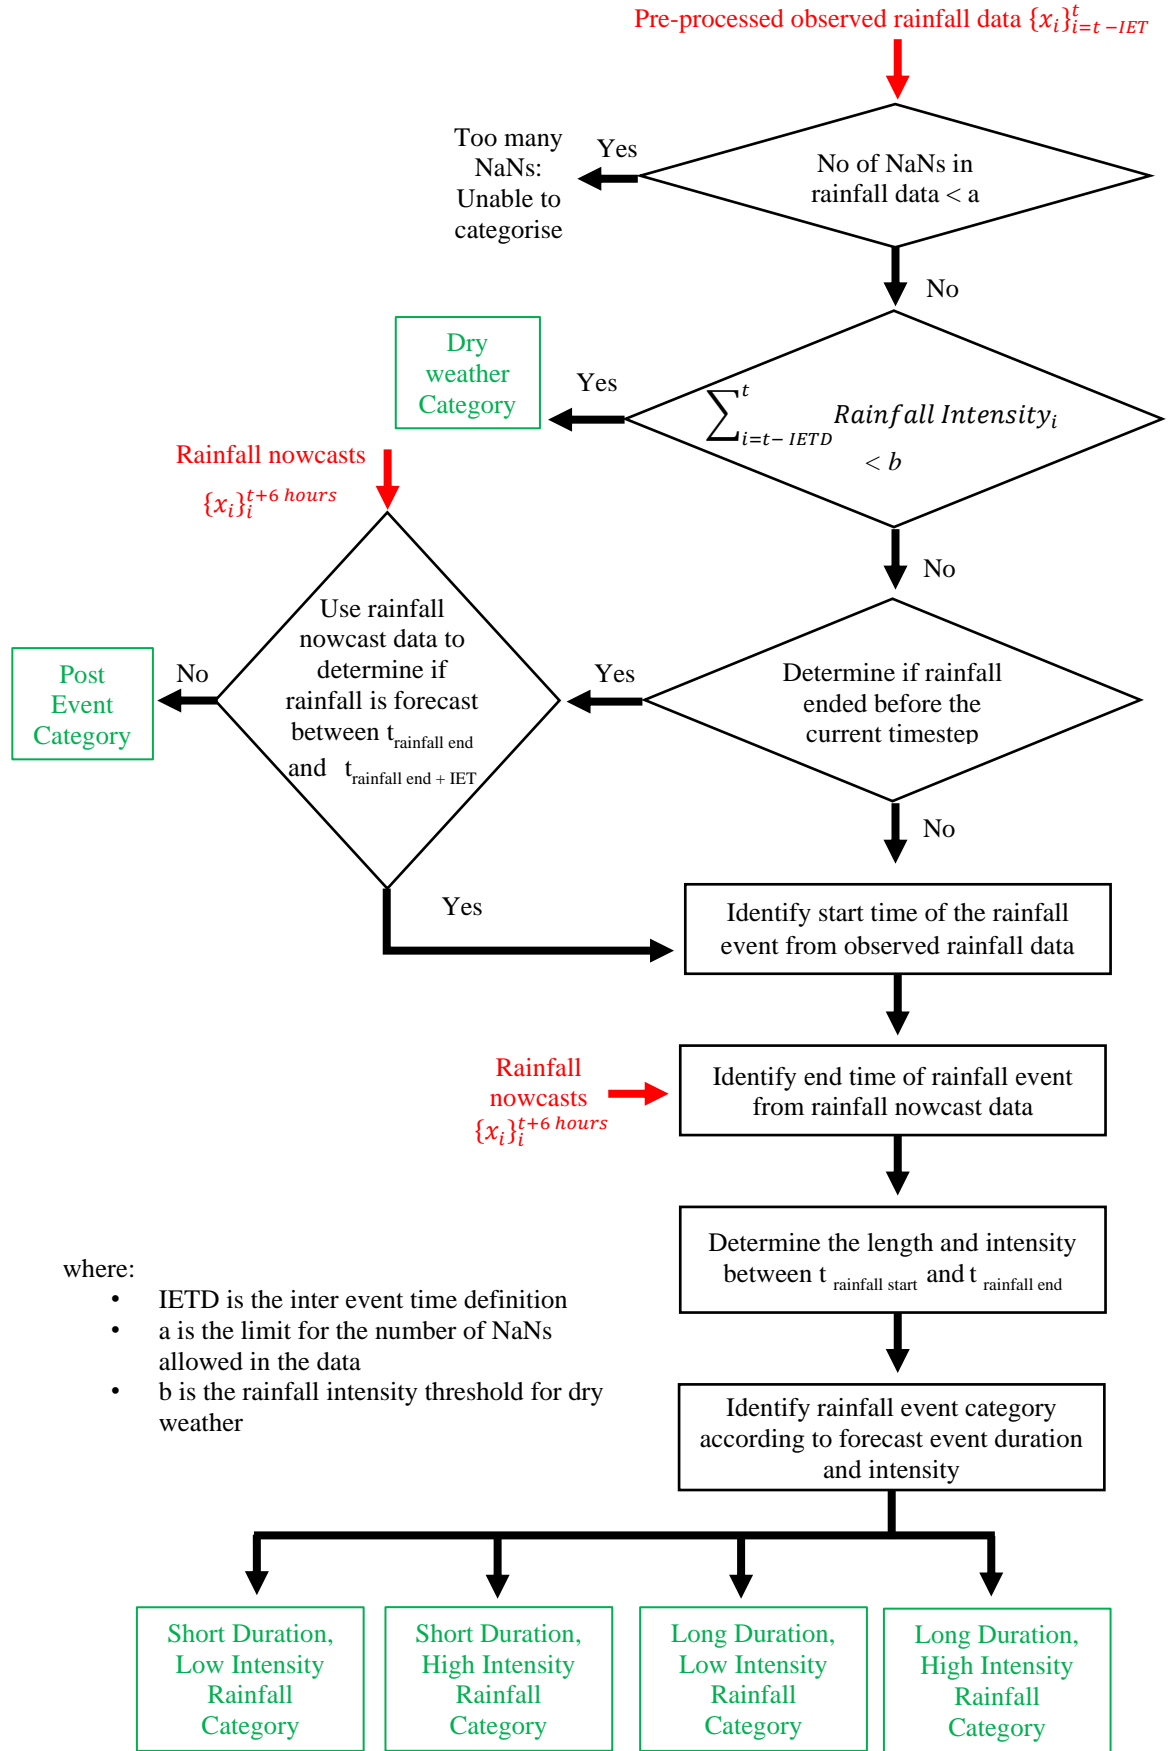 Pre-processed observed rainfall data {x_i}_{i=t-IET}^t
No of NaNs in
rainfall data < a
Yes
Too many
NaNs:
Unable to
categorise
No
∑_{i=t-IETD}^t Rainfall Intensity_i
< b
Yes
Dry
weather
Category
No
Determine if rainfall
ended before the
current timestep
Yes
Rainfall nowcasts
{x_i}_i^{t+6 hours}
Use rainfall
nowcast data to
determine if
rainfall is forecast
between t_{rainfall end}
and t_{rainfall end + IET}
No
Post
Event
Category
Yes
No
Identify start time of the rainfall
event from observed rainfall data
Rainfall
nowcasts
{x_i}_i^{t+6 hours}
Identify end time of rainfall event
from rainfall nowcast data
Determine the length and intensity
between t_{rainfall start} and t_{rainfall end}
where:
• IETD is the inter event time definition
• a is the limit for the number of NaNs
allowed in the data
• b is the rainfall intensity threshold for dry
weather
Identify rainfall event category
according to forecast event duration
and intensity
Short Duration,
Low Intensity
Rainfall
Category
Short Duration,
High Intensity
Rainfall
Category
Long Duration,
Low Intensity
Rainfall
Category
Long Duration,
High Intensity
Rainfall
Category